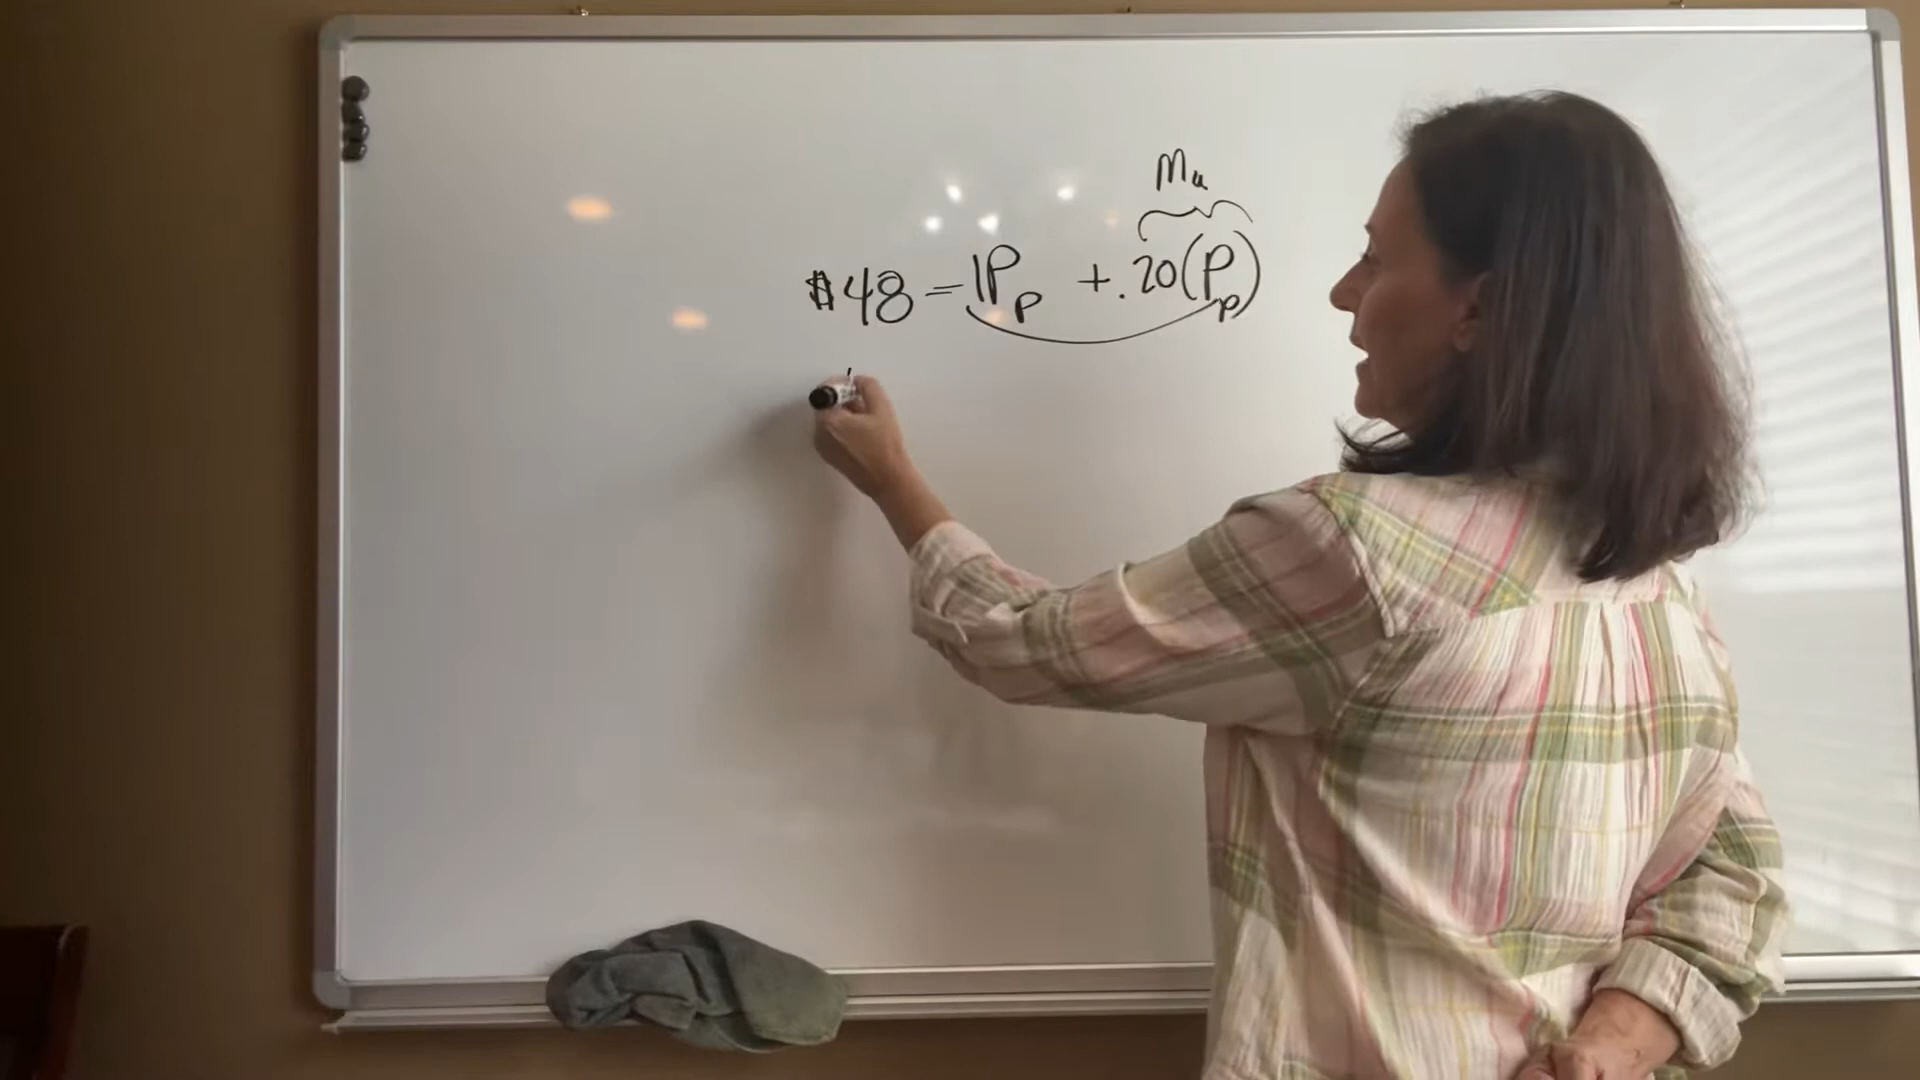 Mu
$48 = 1Pp + .20(Pp)